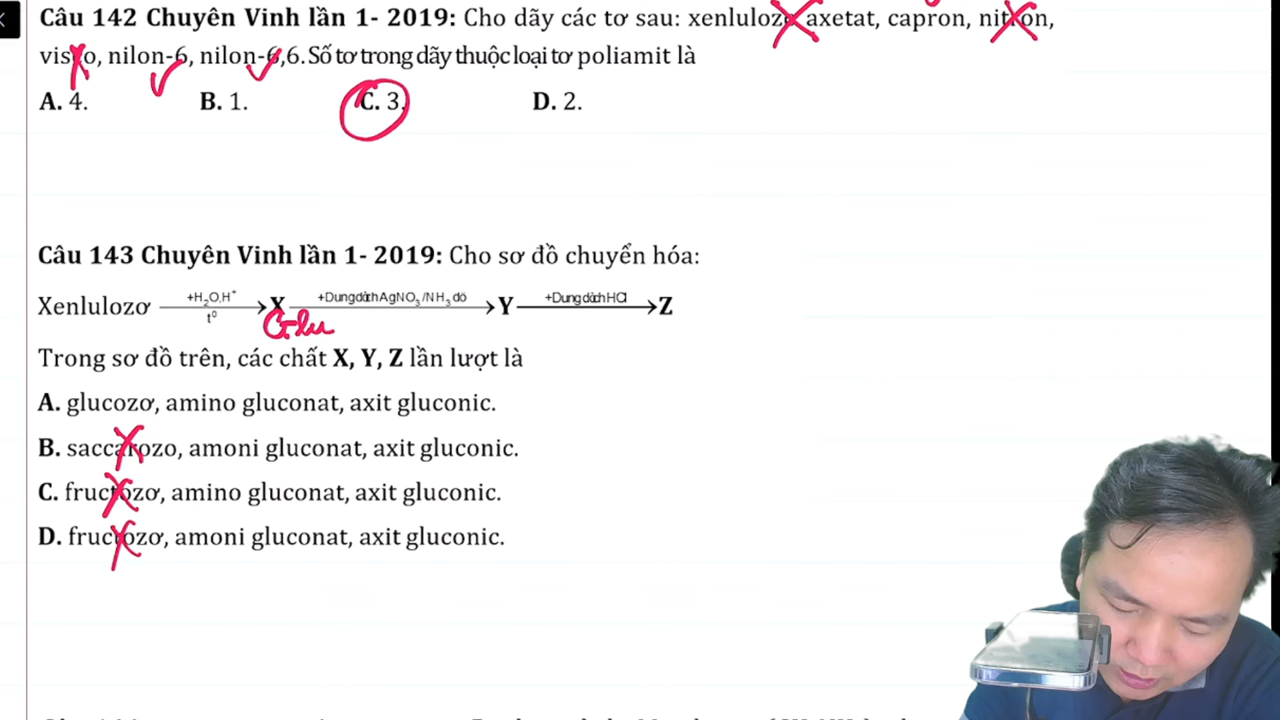 Câu 142 Chuyên Vinh lần 1- 2019: Cho dãy các tơ sau: xenlulozơ axetat, capron, nitron,
visco, nilon-6, nilon-6,6. Số tơ trong dãy thuộc loại tơ poliamit là
A. 4. B. 1. C. 3. D. 2.
Câu 143 Chuyên Vinh lần 1- 2019: Cho sơ đồ chuyển hóa:
Xenlulozơ +H₂O,H⁺ t⁰ X +Dung dịch AgNO₃/NH₃ dö Y +Dung dịch HCl Z
Glu
Trong sơ đồ trên, các chất X, Y, Z lần lượt là
A. glucozơ, amino gluconat, axit gluconic.
B. saccarozo, amoni gluconat, axit gluconic.
C. fructozơ, amino gluconat, axit gluconic.
D. fructozơ, amoni gluconat, axit gluconic.